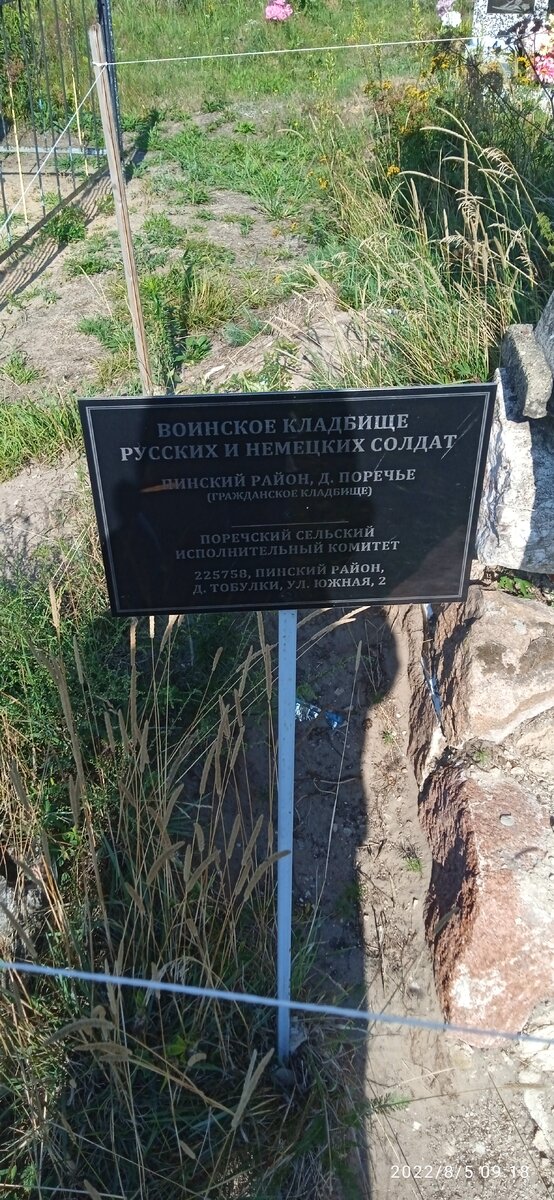 ВОИНСКОЕ КЛАДБИЩЕ
РУССКИХ И НЕМЕЦКИХ СОЛДАТ
ПИНСКИЙ РАЙОН, Д. ПОРЕЧЬЕ
(ГРАЖДАНСКОЕ КЛАДБИЩЕ)
ПОРЕЧСКИЙ СЕЛЬСКИЙ
ИСПОЛНИТЕЛЬНЫЙ КОМИТЕТ
225758, ПИНСКИЙ РАЙОН,
Д. ТОБУЛКИ, УЛ. ЮЖНАЯ, 2
2022/8/5 09:18